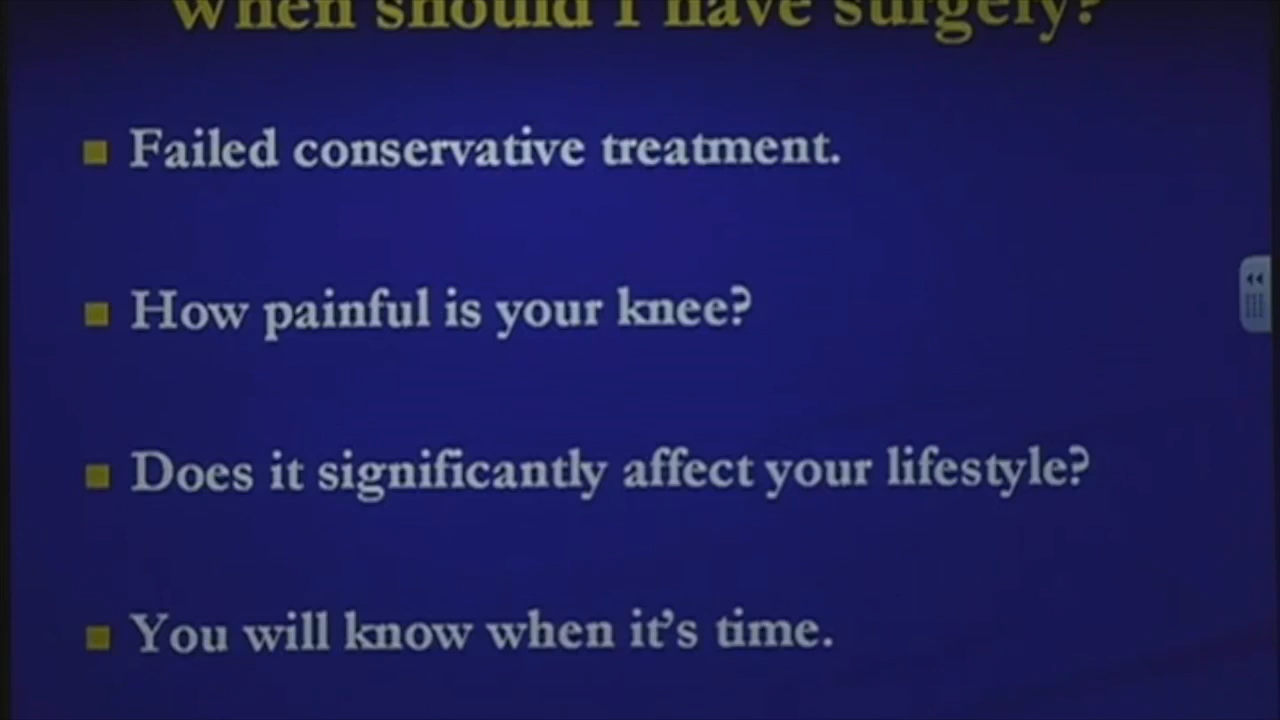 When should I have surgery?
Failed conservative treatment.
How painful is your knee?
Does it significantly affect your lifestyle?
You will know when it's time.